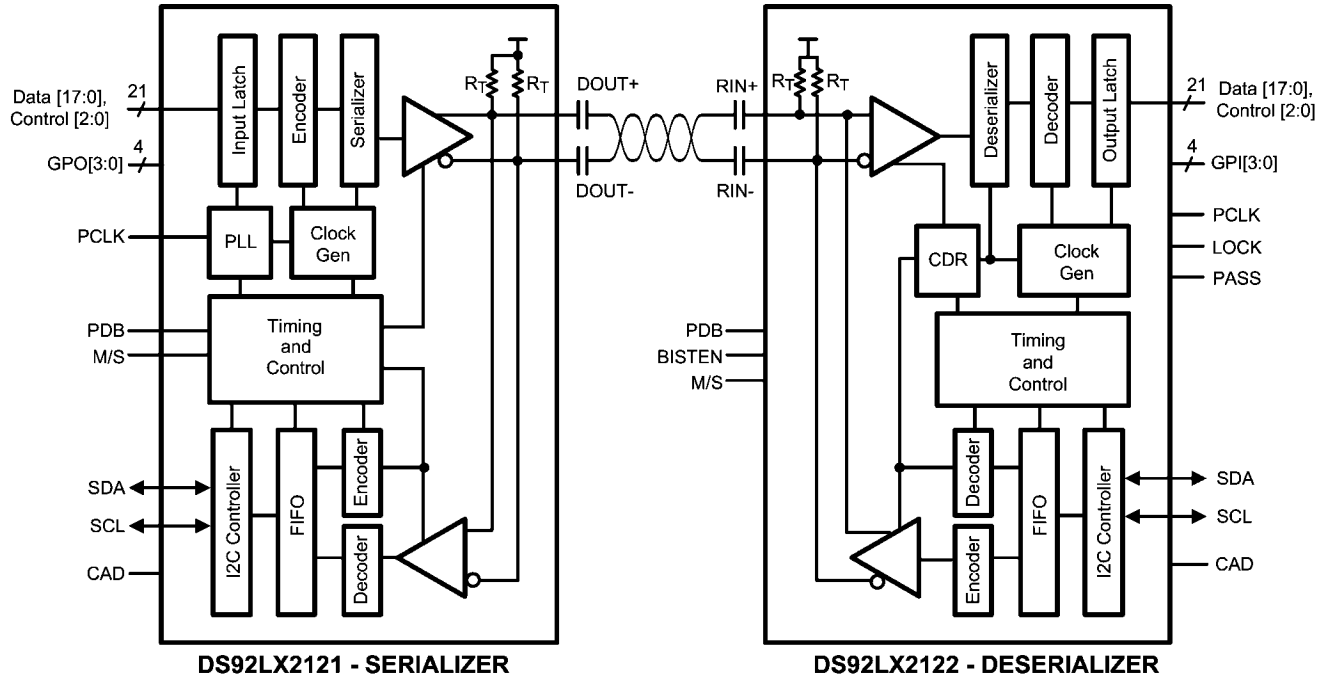 21
Data [17:0],
Control [2:0]
4
GPO[3:0]
PCLK
PDB
M/S
SDA
SCL
CAD
Input Latch
Encoder
Serializer
PLL
Clock
Gen
Timing
and
Control
I2C Controller
FIFO
Encoder
Decoder
RT
RT
DOUT+
DOUT-
RIN+
RIN-
RT
RT
PDB
BISTEN
M/S
Deserializer
Decoder
Output Latch
CDR
Clock
Gen
Timing
and
Control
Decoder
Encoder
FIFO
I2C Controller
21
Data [17:0],
Control [2:0]
4
GPI[3:0]
PCLK
LOCK
PASS
SDA
SCL
CAD
DS92LX2121 - SERIALIZER
DS92LX2122 - DESERIALIZER